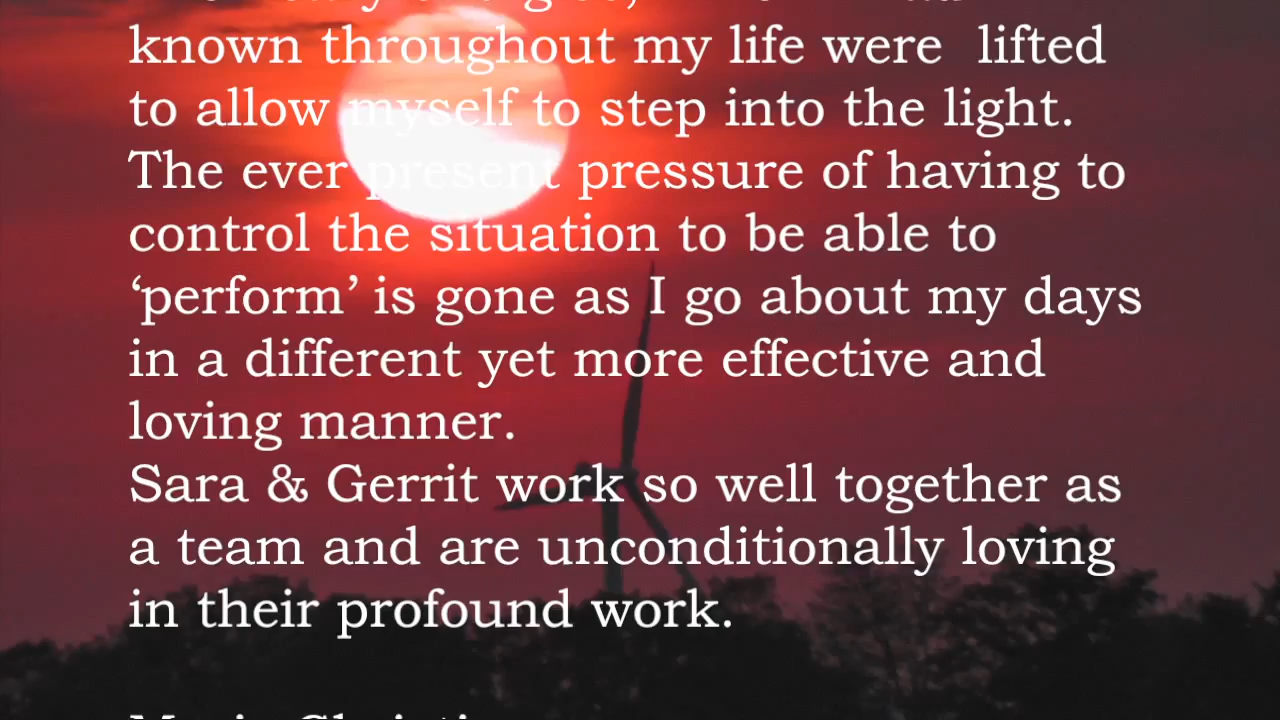 known throughout my life were lifted
to allow myself to step into the light.
The ever present pressure of having to
control the situation to be able to
‘perform’ is gone as I go about my days
in a different yet more effective and
loving manner.
Sara & Gerrit work so well together as
a team and are unconditionally loving
in their profound work.